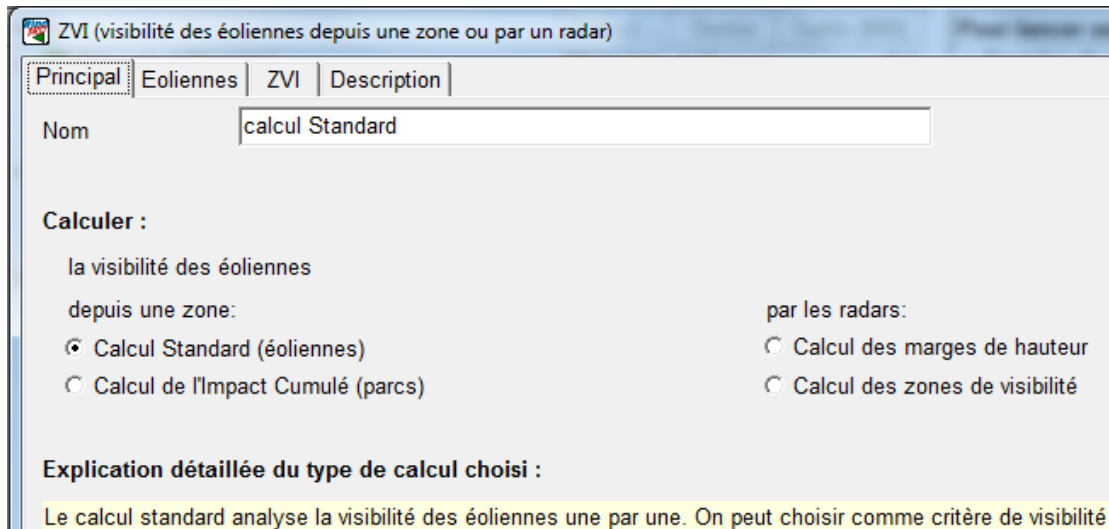 ZVI (visibilité des éoliennes depuis une zone ou par un radar)
Principal Eoliennes ZVI Description
Nom calcul Standard
Calculer :
la visibilité des éoliennes
depuis une zone: par les radars:
Calcul Standard (éoliennes) Calcul des marges de hauteur
Calcul de l'Impact Cumulé (parcs) Calcul des zones de visibilité
Explication détaillée du type de calcul choisi :
Le calcul standard analyse la visibilité des éoliennes une par une. On peut choisir comme critère de visibilité